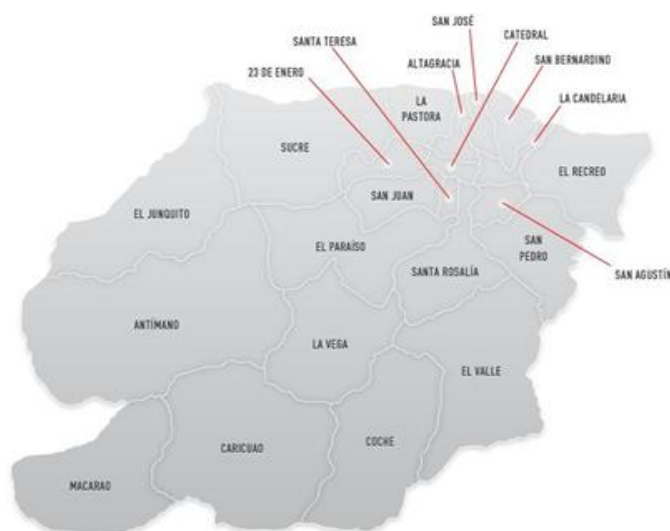 SAN JOSÉ
CATEDRAL
SANTA TERESA
ALTAGRACIA
SAN BERNARDINO
23 DE ENERO
LA CANDELARIA
LA
PASTORA
SUCRE
EL RECREO
SAN JUAN
EL JUNQUITO
EL PARAÍSO
SAN
PEDRO
SANTA ROSALÍA
SAN AGUSTÍN
ANTÍMANO
LA VEGA
EL VALLE
CARICUAO
COCHE
MACARAO